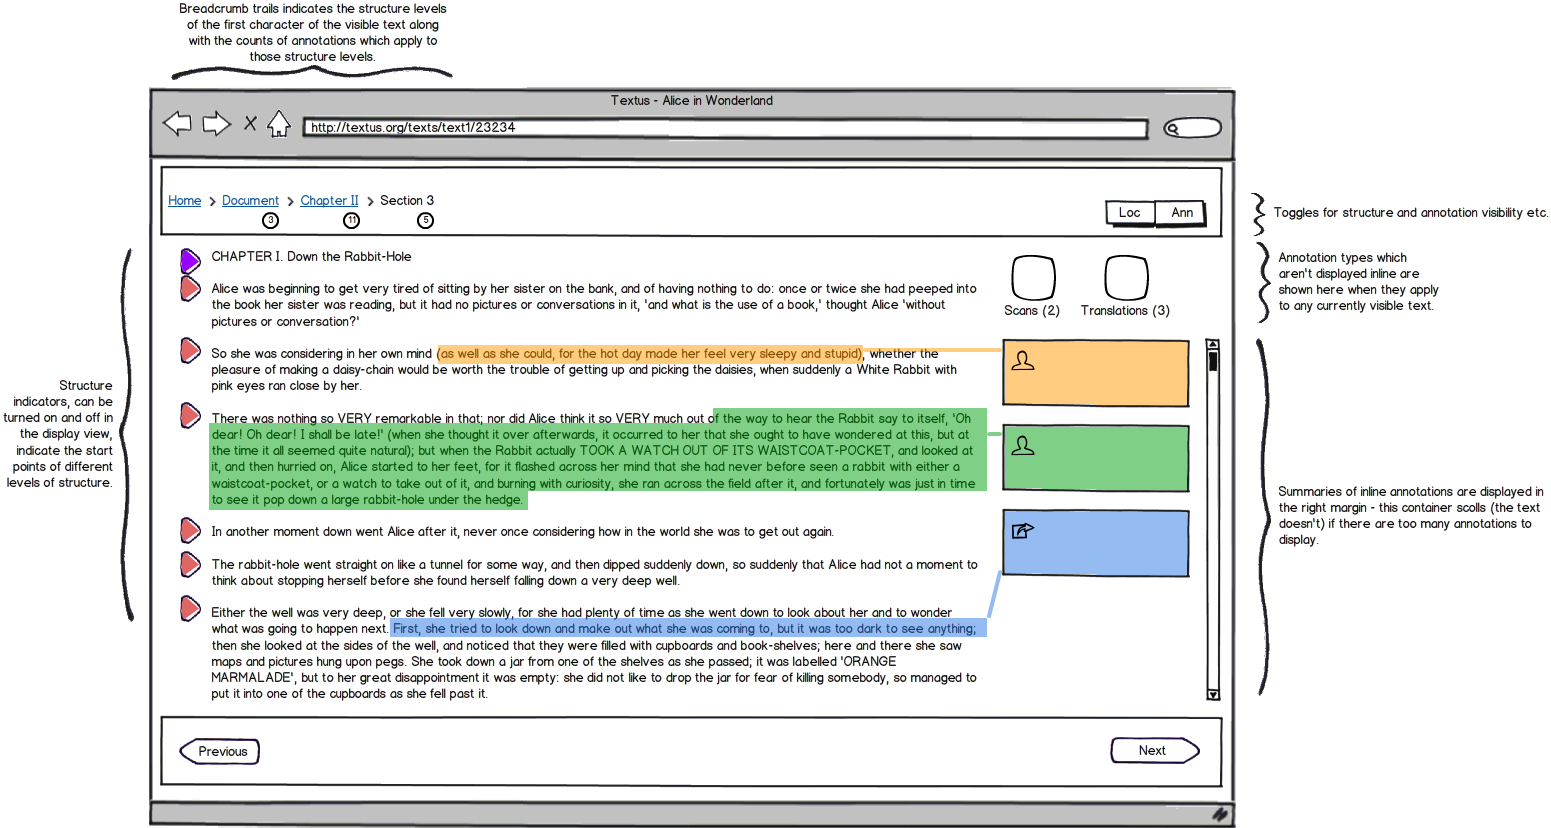 Breadcrumb trails indicates the structure levels
of the first character of the visible text along
with the counts of annotations which apply to
those structure levels.
Textus - Alice in Wonderland
http://textus.org/texts/text1/23234
Home > Document > Chapter II > Section 3
3 11 5
Loc Ann
Toggles for structure and annotation visibility etc.
CHAPTER I. Down the Rabbit-Hole
Alice was beginning to get very tired of sitting by her sister on the bank, and of having nothing to do: once or twice she had peeped into
the book her sister was reading, but it had no pictures or conversations in it, 'and what is the use of a book,' thought Alice 'without
pictures or conversation?'
So she was considering in her own mind (as well as she could, for the hot day made her feel very sleepy and stupid), whether the
pleasure of making a daisy-chain would be worth the trouble of getting up and picking the daisies, when suddenly a White Rabbit with
pink eyes ran close by her.
There was nothing so VERY remarkable in that; nor did Alice think it so VERY much out of the way to hear the Rabbit say to itself, 'Oh
dear! Oh dear! I shall be late!' (when she thought it over afterwards, it occurred to her that she ought to have wondered at this, but at
the time it all seemed quite natural); but when the Rabbit actually TOOK A WATCH OUT OF ITS WAISTCOAT-POCKET, and looked at
it, and then hurried on, Alice started to her feet, for it flashed across her mind that she had never before seen a rabbit with either a
waistcoat-pocket, or a watch to take out of it, and burning with curiosity, she ran across the field after it, and fortunately was just in time
to see it pop down a large rabbit-hole under the hedge.
In another moment down went Alice after it, never once considering how in the world she was to get out again.
The rabbit-hole went straight on like a tunnel for some way, and then dipped suddenly down, so suddenly that Alice had not a moment to
think about stopping herself before she found herself falling down a very deep well.
Either the well was very deep, or she fell very slowly, for she had plenty of time as she went down to look about her and to wonder
what was going to happen next. First, she tried to look down and make out what she was coming to, but it was too dark to see anything;
then she looked at the sides of the well, and noticed that they were filled with cupboards and book-shelves; here and there she saw
maps and pictures hung upon pegs. She took down a jar from one of the shelves as she passed; it was labelled 'ORANGE
MARMALADE', but to her great disappointment it was empty: she did not like to drop the jar for fear of killing somebody, so managed to
put it into one of the cupboards as she fell past it.
Scans (2) Translations (3)
Annotation types which
aren't displayed inline are
shown here when they apply
to any currently visible text.
Structure
indicators, can be
turned on and off in
the display view,
indicate the start
points of different
levels of structure.
Summaries of inline annotations are displayed in
the right margin - this container scolls (the text
doesn't) if there are too many annotations to
display.
Previous
Next